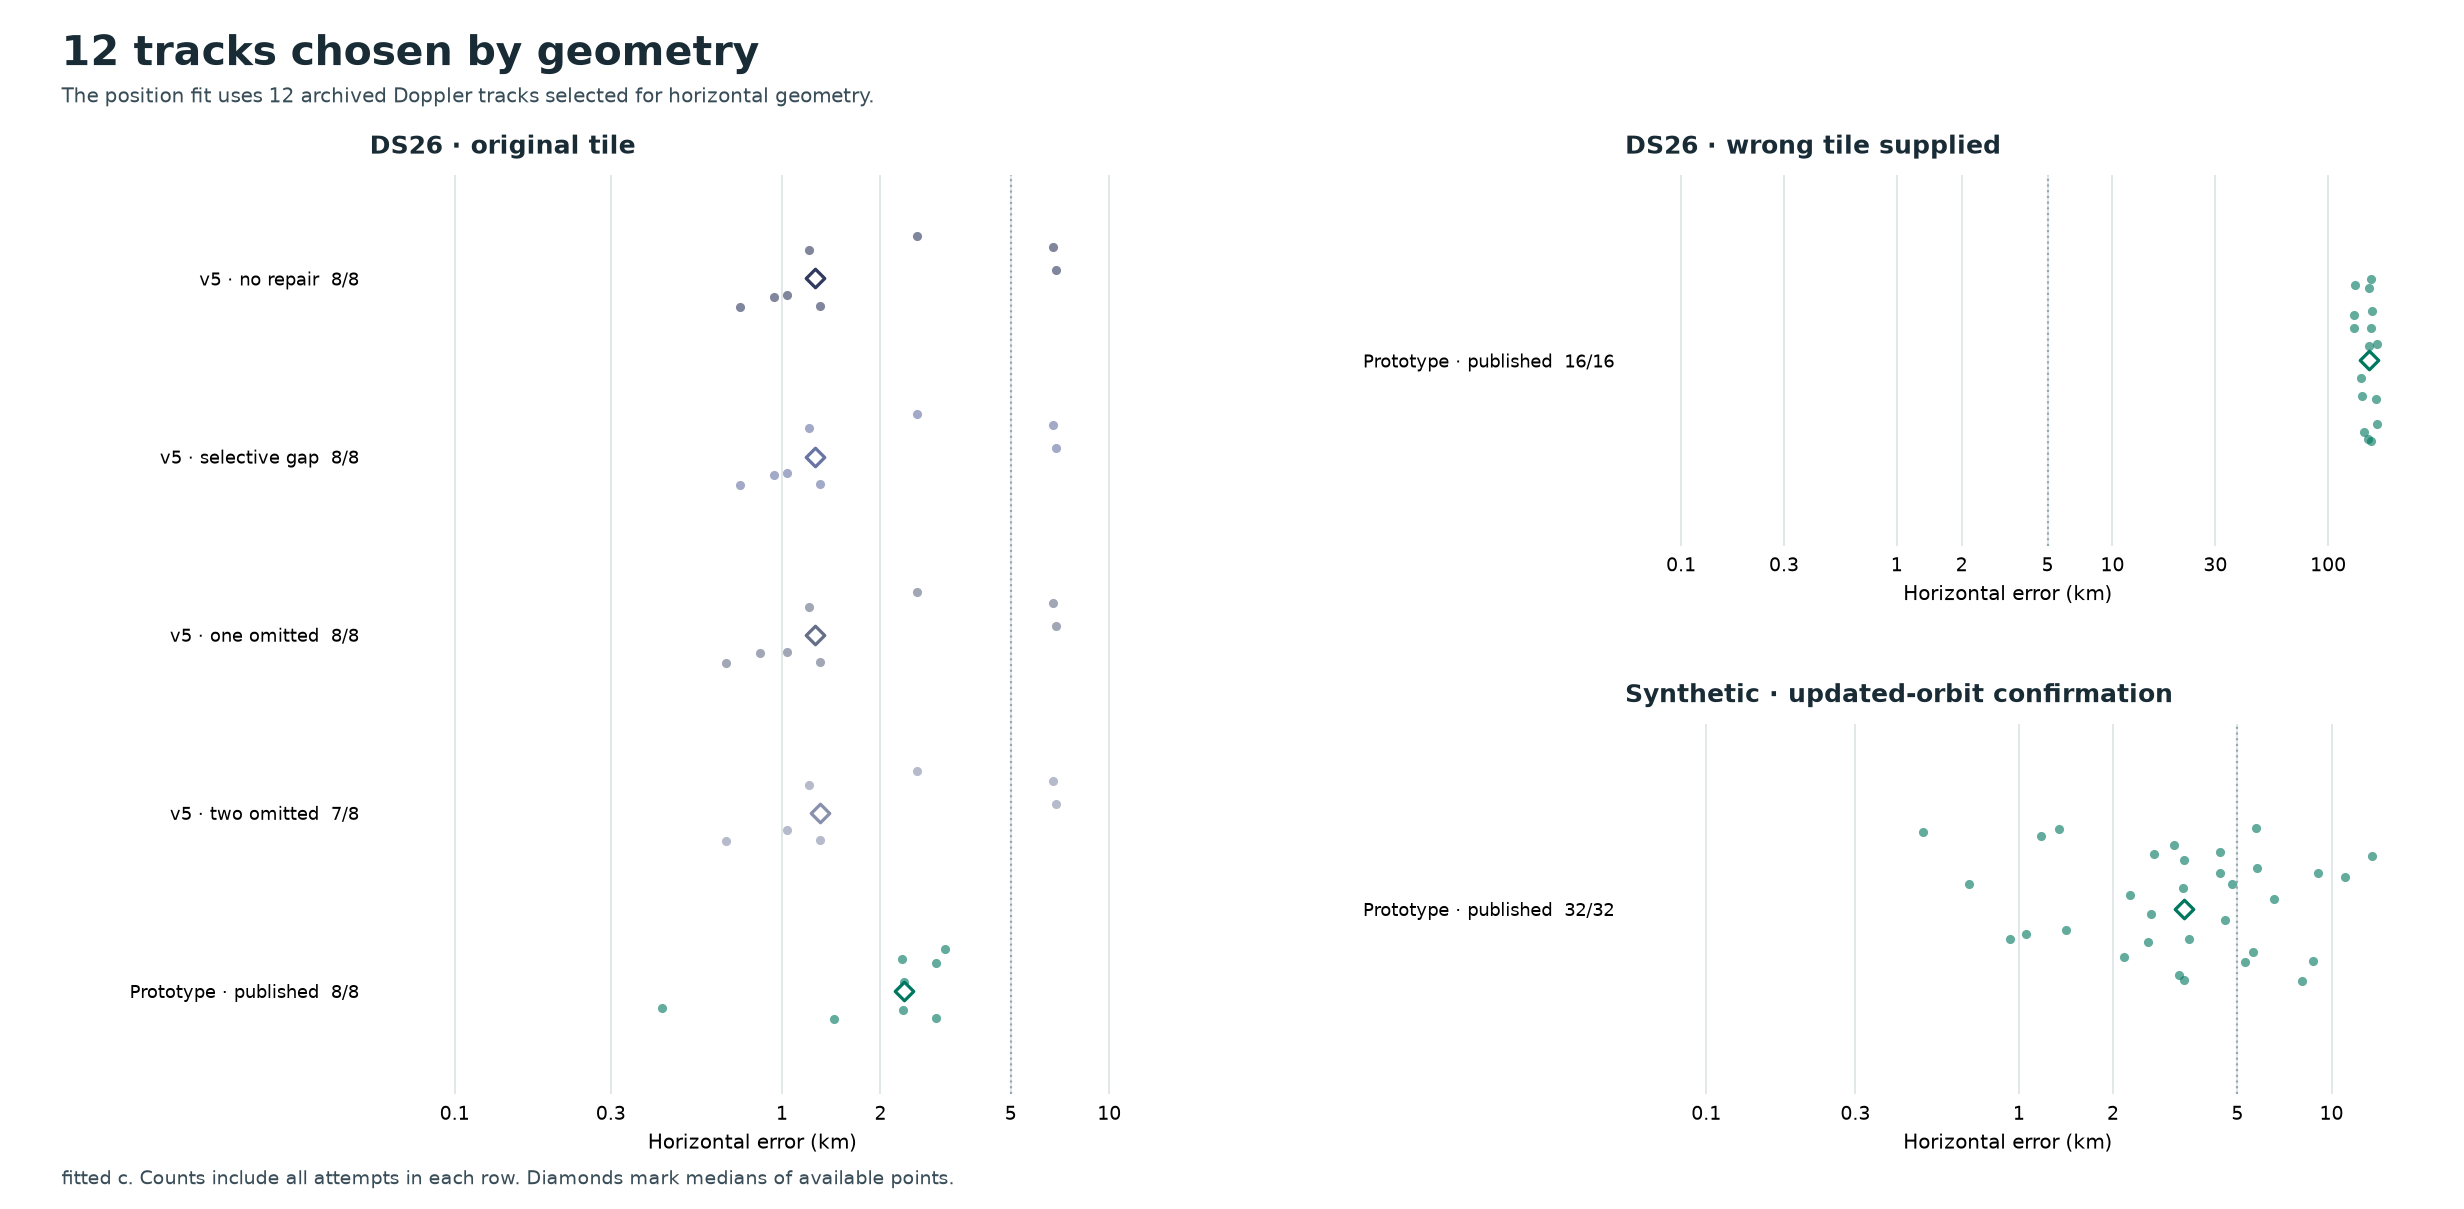 12 tracks chosen by geometry
The position fit uses 12 archived Doppler tracks selected for horizontal geometry.
DS26 · original tile
v5 · no repair 8/8
v5 · selective gap 8/8
v5 · one omitted 8/8
v5 · two omitted 7/8
Prototype · published 8/8
0.1 0.3 1 2 5 10
Horizontal error (km)
DS26 · wrong tile supplied
Prototype · published 16/16
0.1 0.3 1 2 5 10 30 100
Horizontal error (km)
Synthetic · updated-orbit confirmation
Prototype · published 32/32
0.1 0.3 1 2 5 10
Horizontal error (km)
fitted c. Counts include all attempts in each row. Diamonds mark medians of available points.